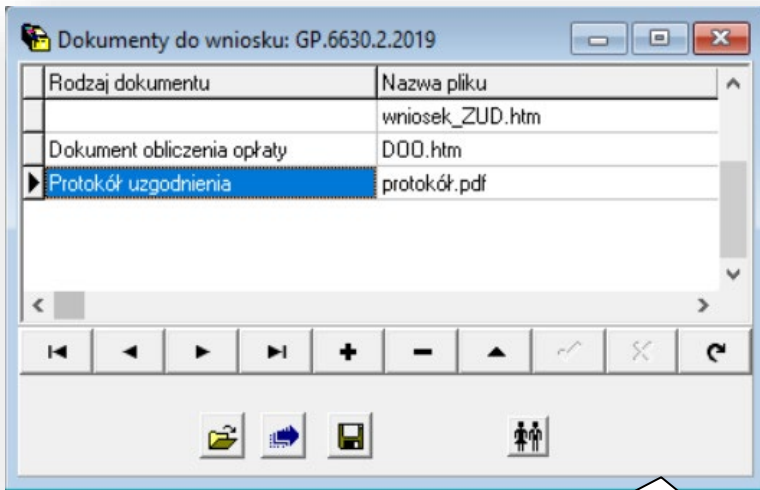 Dokumenty do wniosku: GP.6630.2.2019
Rodzaj dokumentu Nazwa pliku
wniosek_ZUD.htm
Dokument obliczenia opłaty DOO.htm
Protokół uzgodnienia protokół.pdf